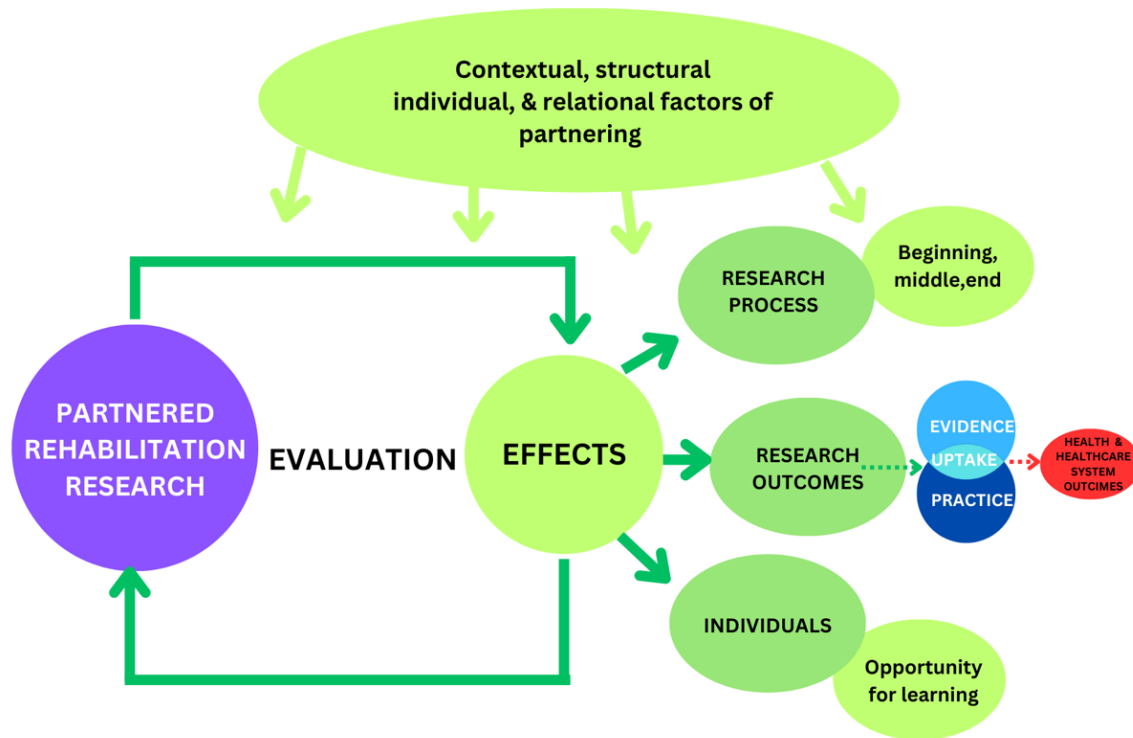 Contextual, structural
individual, & relational factors of
partnering
Beginning,
middle,end
RESEARCH
PROCESS
PARTNERED
REHABILITATION
RESEARCH
EVALUATION
EFFECTS
RESEARCH
OUTCOMES
EVIDENCE
UPTAKE
PRACTICE
HEALTH &
HEALTHCARE
SYSTEM
OUTCIMES
INDIVIDUALS
Opportunity
for learning